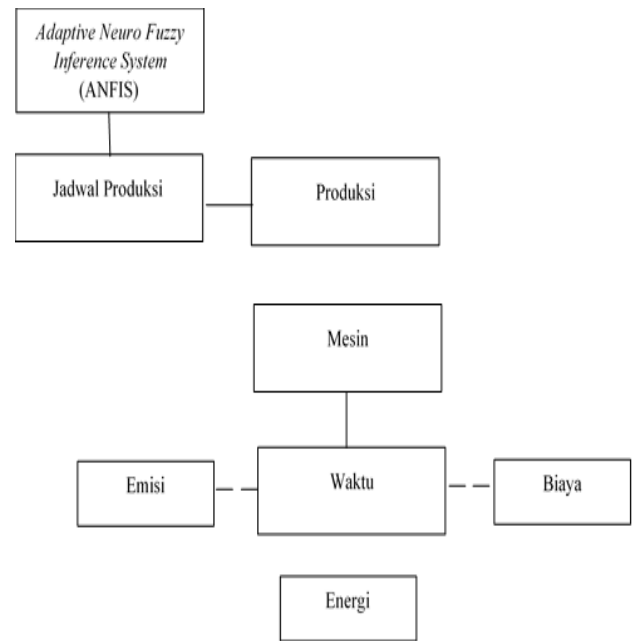 Adaptive Neuro Fuzzy
Inference System
(ANFIS)
Jadwal Produksi
Produksi
Mesin
Emisi
Waktu
Biaya
Energi